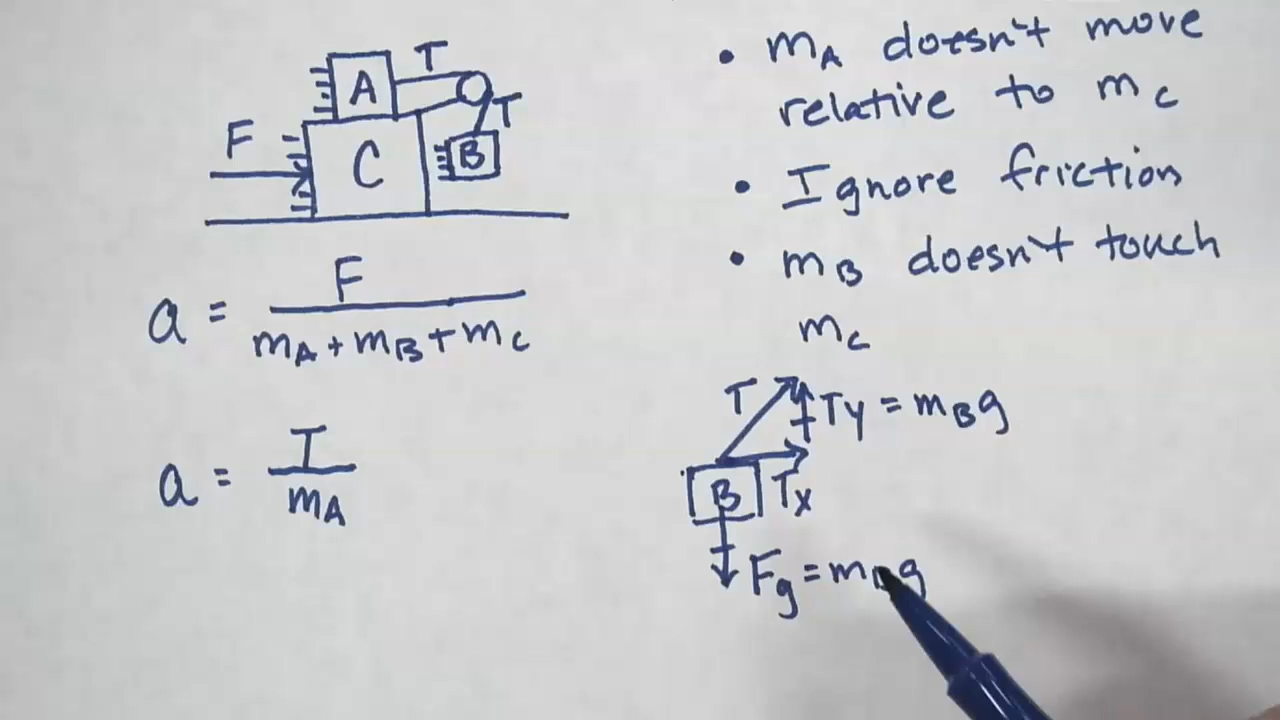 T
A
T
F
C
B
a = F / mA + mB + mC
a = T / mA
• mA doesn't move
relative to mC
• Ignore friction
• mB doesn't touch
mC
T
Ty = mBg
B
Tx
Fg = m g